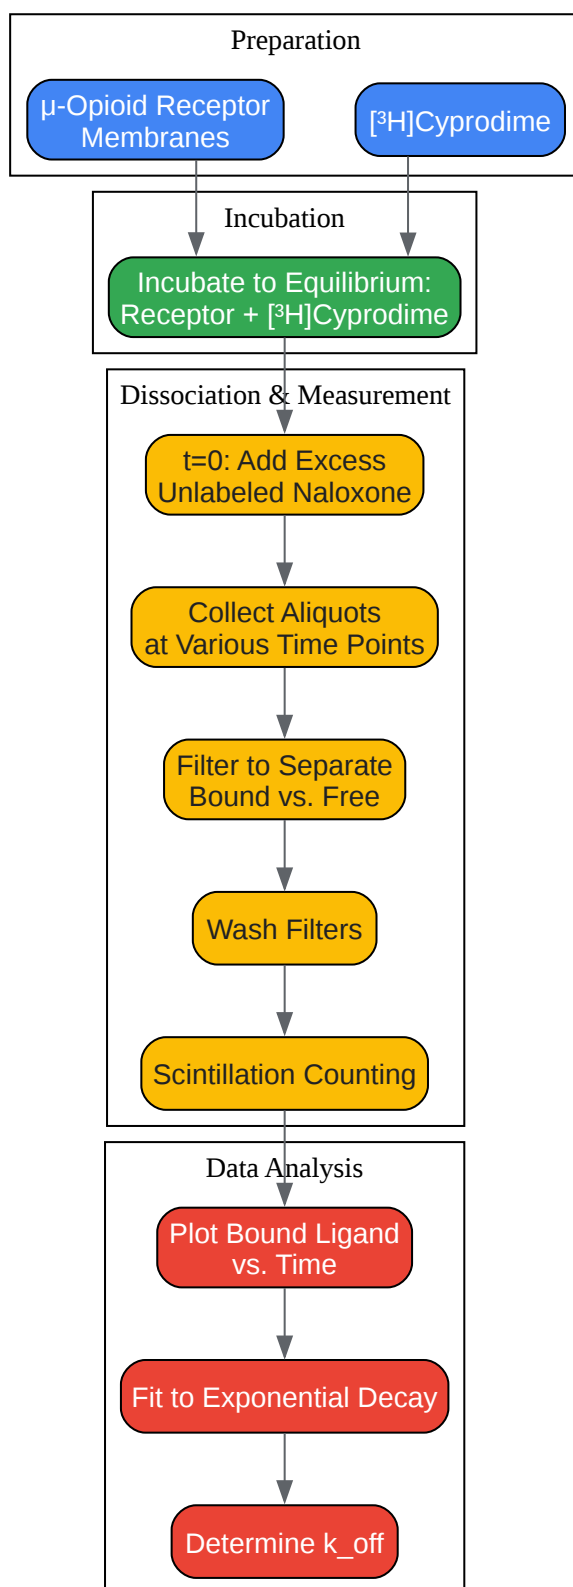 Preparation
μ-Opioid Receptor
Membranes
[³H]Cyprodime
Incubation
Incubate to Equilibrium:
Receptor + [³H]Cyprodime
Dissociation & Measurement
t=0: Add Excess
Unlabeled Naloxone
Collect Aliquots
at Various Time Points
Filter to Separate
Bound vs. Free
Wash Filters
Scintillation Counting
Data Analysis
Plot Bound Ligand
vs. Time
Fit to Exponential Decay
Determine k_off